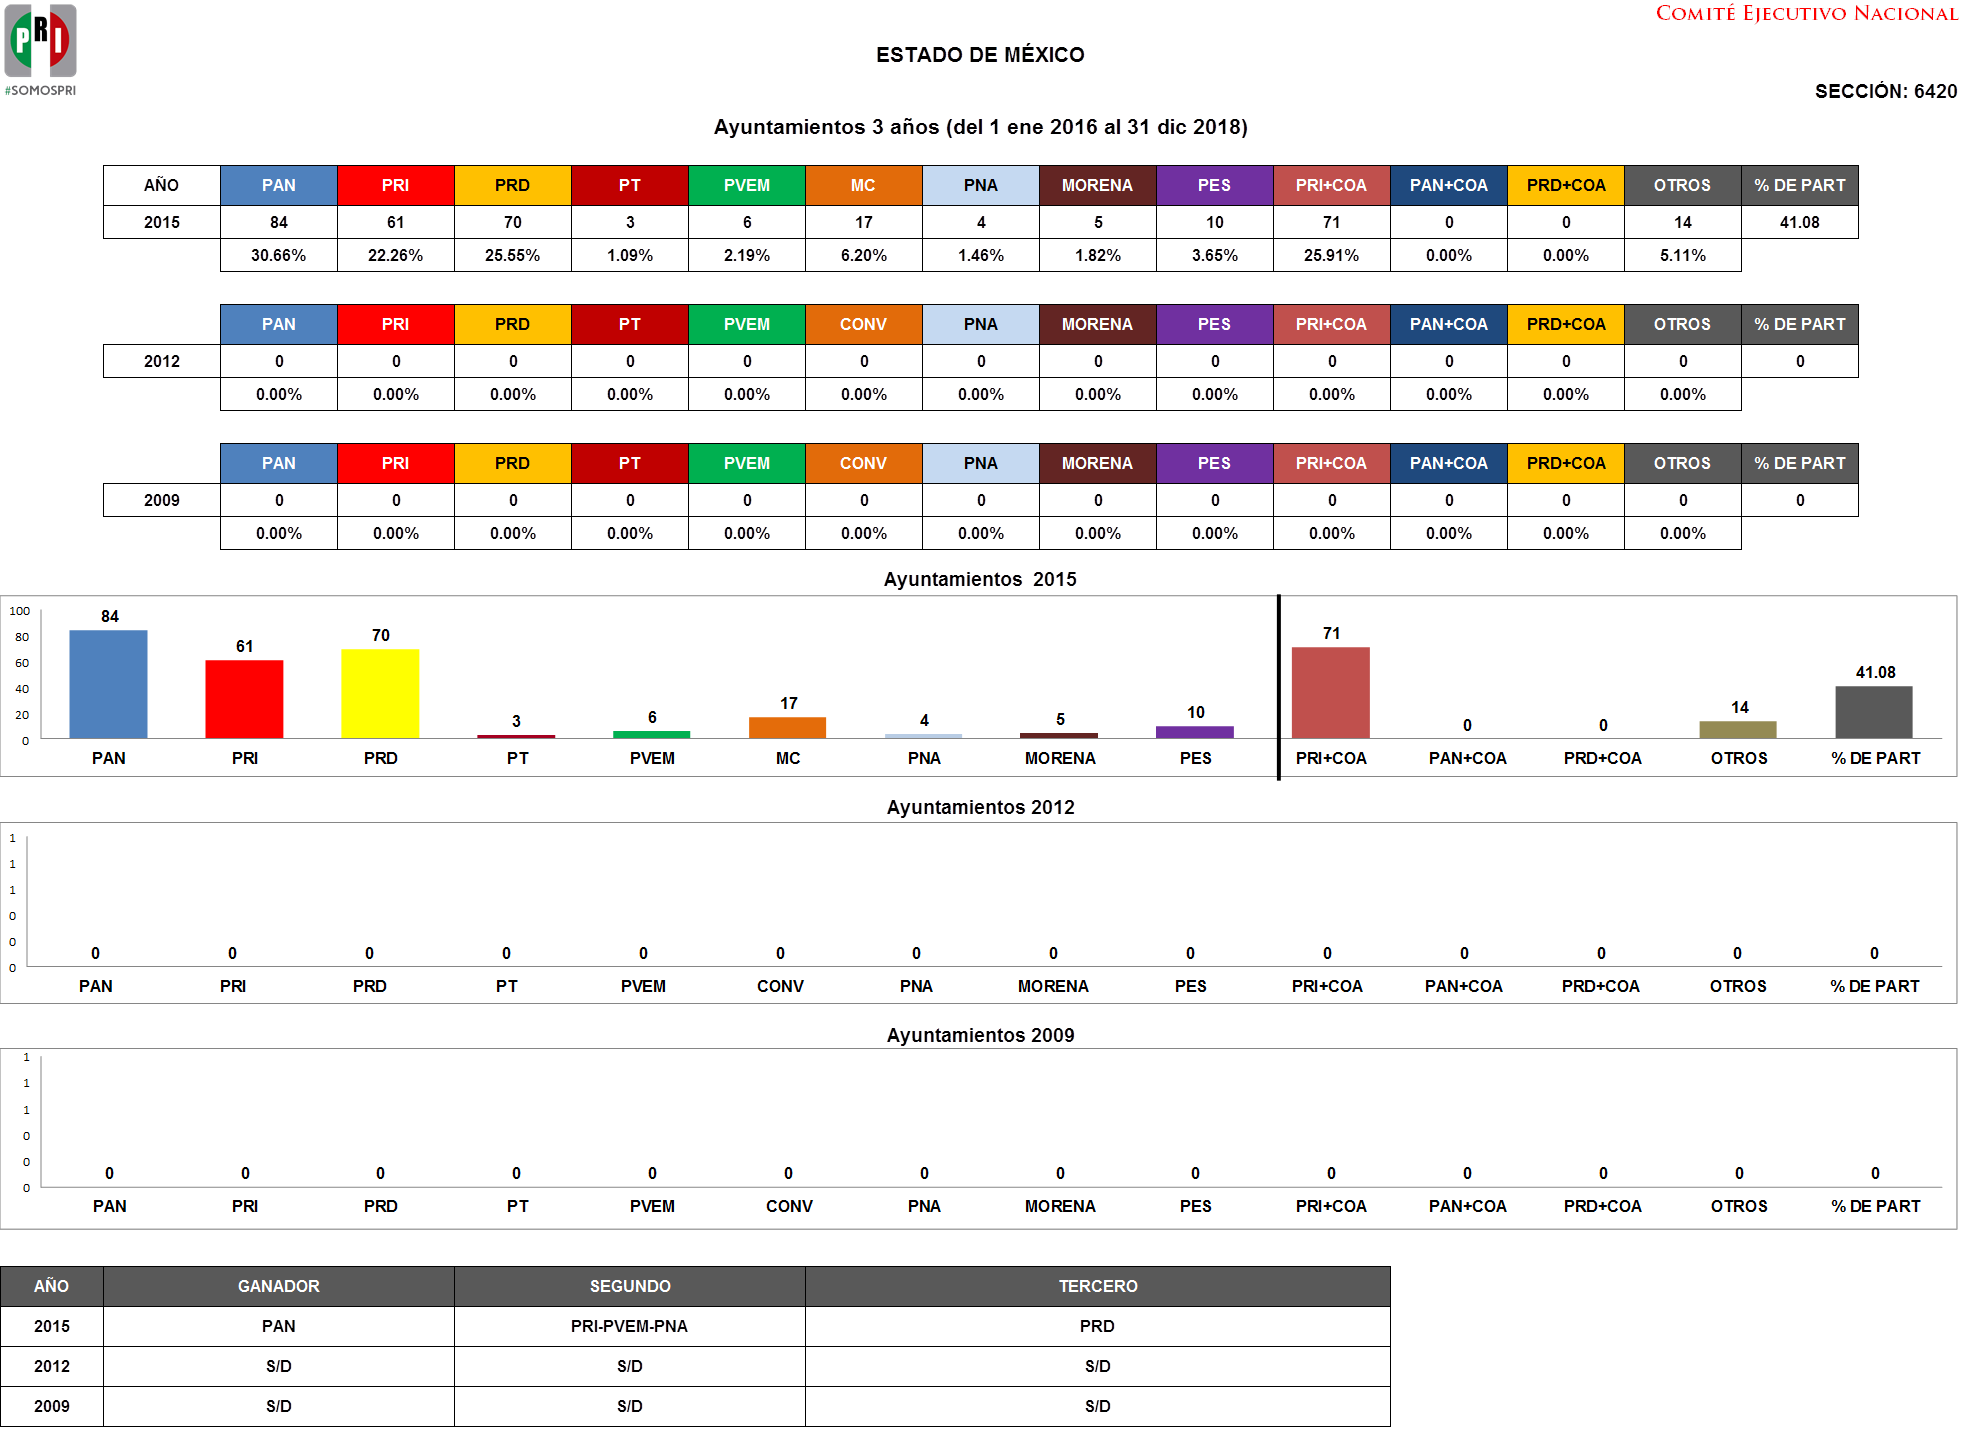 PRI
#SOMOSPRI
COMITÉ EJECUTIVO NACIONAL
ESTADO DE MÉXICO
SECCIÓN: 6420
Ayuntamientos 3 años (del 1 ene 2016 al 31 dic 2018)
AÑO PAN PRI PRD PT PVEM MC PNA MORENA PES PRI+COA PAN+COA PRD+COA OTROS % DE PART
2015 84 61 70 3 6 17 4 5 10 71 0 0 14 41.08
30.66% 22.26% 25.55% 1.09% 2.19% 6.20% 1.46% 1.82% 3.65% 25.91% 0.00% 0.00% 5.11%
PAN PRI PRD PT PVEM CONV PNA MORENA PES PRI+COA PAN+COA PRD+COA OTROS % DE PART
2012 0 0 0 0 0 0 0 0 0 0 0 0 0 0
0.00% 0.00% 0.00% 0.00% 0.00% 0.00% 0.00% 0.00% 0.00% 0.00% 0.00% 0.00% 0.00%
PAN PRI PRD PT PVEM CONV PNA MORENA PES PRI+COA PAN+COA PRD+COA OTROS % DE PART
2009 0 0 0 0 0 0 0 0 0 0 0 0 0 0
0.00% 0.00% 0.00% 0.00% 0.00% 0.00% 0.00% 0.00% 0.00% 0.00% 0.00% 0.00% 0.00%
Ayuntamientos 2015
100
80
60
40
20
0
84 61 70 3 6 17 4 5 10 71 0 0 14 41.08
PAN PRI PRD PT PVEM MC PNA MORENA PES PRI+COA PAN+COA PRD+COA OTROS % DE PART
Ayuntamientos 2012
1
1
1
0
0
0
0 0 0 0 0 0 0 0 0 0 0 0 0 0
PAN PRI PRD PT PVEM CONV PNA MORENA PES PRI+COA PAN+COA PRD+COA OTROS % DE PART
Ayuntamientos 2009
1
1
1
0
0
0
0 0 0 0 0 0 0 0 0 0 0 0 0 0
PAN PRI PRD PT PVEM CONV PNA MORENA PES PRI+COA PAN+COA PRD+COA OTROS % DE PART
AÑO GANADOR SEGUNDO TERCERO
2015 PAN PRI-PVEM-PNA PRD
2012 S/D S/D S/D
2009 S/D S/D S/D